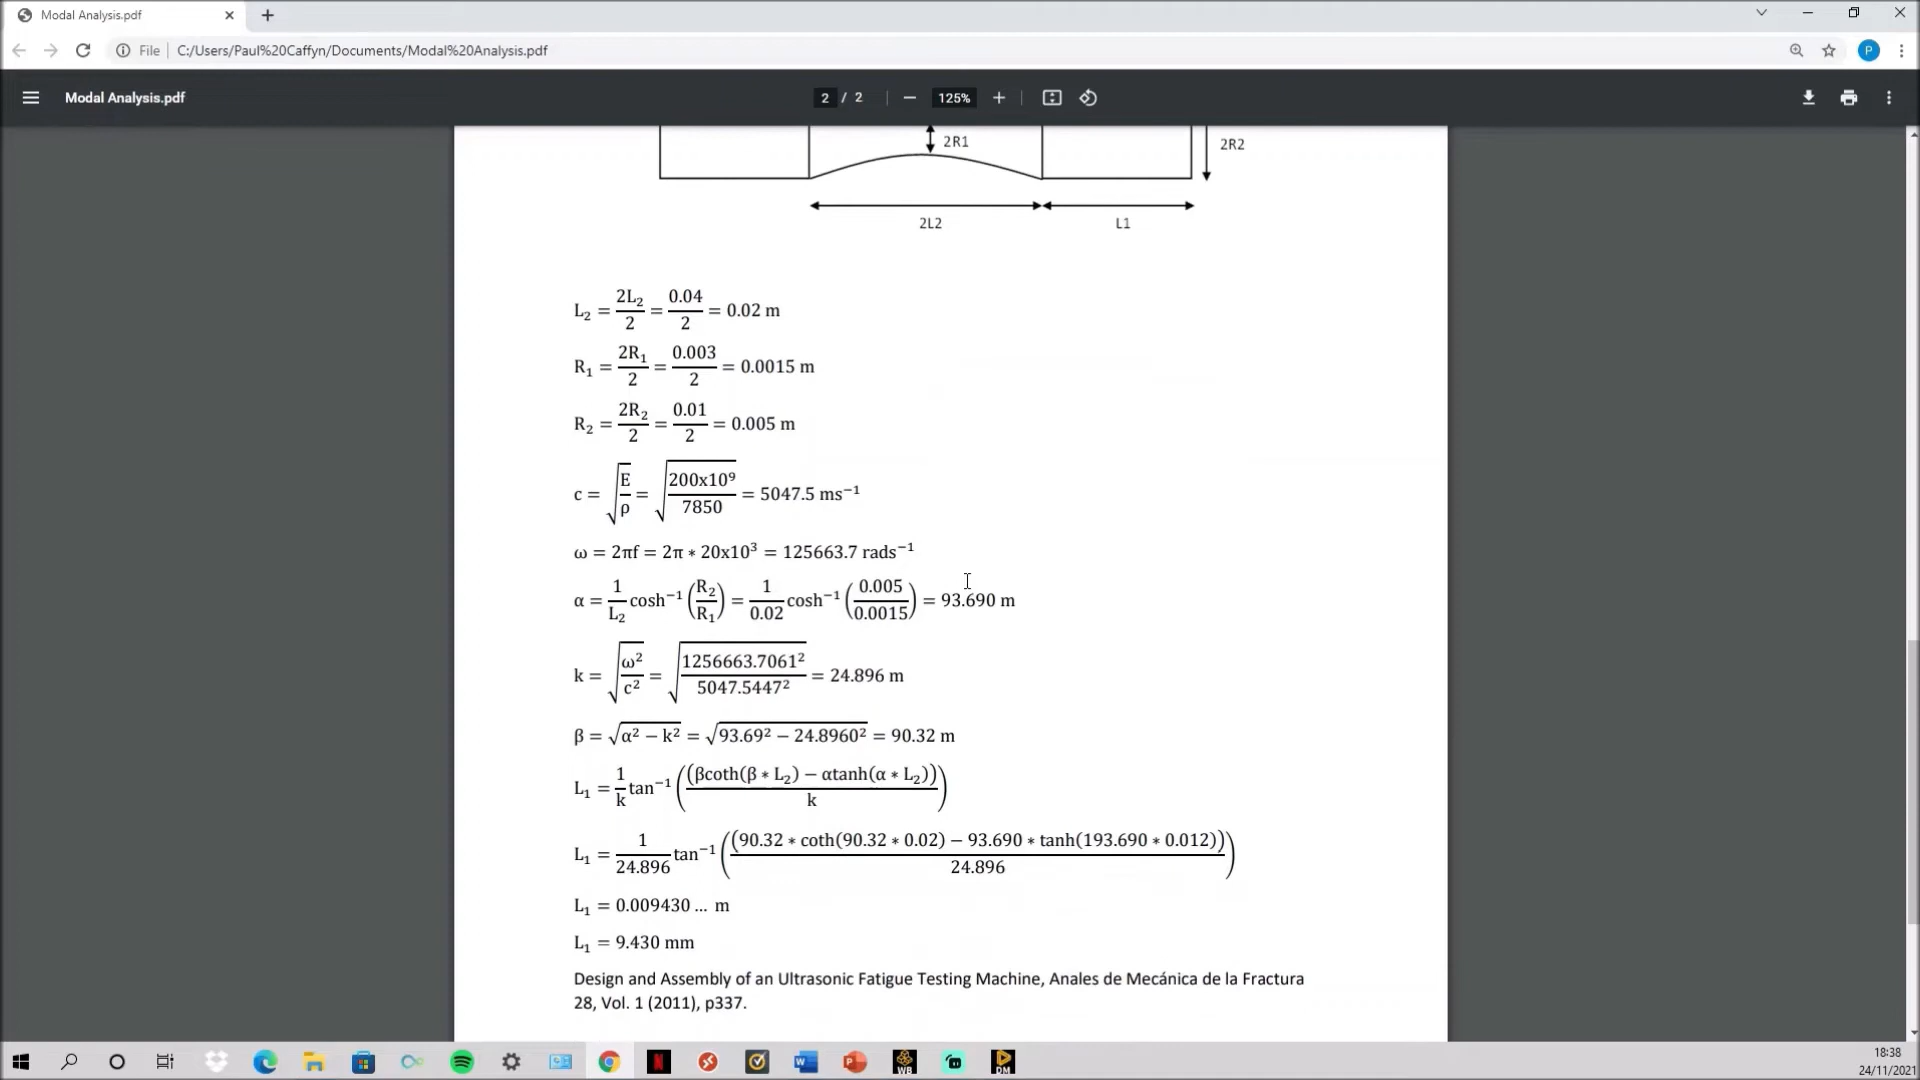 Modal Analysis.pdf
File | C:/Users/Paul%20Caffyn/Documents/Modal%20Analysis.pdf
P
Modal Analysis.pdf
2 / 2
125%
2R1
2R2
2L2
L1
L₂ = 2L₂/2 = 0.04/2 = 0.02 m
R₁ = 2R₁/2 = 0.003/2 = 0.0015 m
R₂ = 2R₂/2 = 0.01/2 = 0.005 m
c = √(E/ρ) = √(200x10⁹/7850) = 5047.5 ms⁻¹
ω = 2πf = 2π ∗ 20x10³ = 125663.7 rads⁻¹
α = 1/L₂ cosh⁻¹ (R₂/R₁) = 1/0.02 cosh⁻¹ (0.005/0.0015) = 93.690 m
k = √(ω²/c²) = √(1256663.7061²/5047.5447²) = 24.896 m
β = √(α² − k²) = √(93.69² − 24.8960²) = 90.32 m
L₁ = 1/k tan⁻¹ ((βcoth(β ∗ L₂) − αtanh(α ∗ L₂))/k)
L₁ = 1/24.896 tan⁻¹ ((90.32 ∗ coth(90.32 ∗ 0.02) − 93.690 ∗ tanh(193.690 ∗ 0.012))/24.896)
L₁ = 0.009430 … m
L₁ = 9.430 mm
Design and Assembly of an Ultrasonic Fatigue Testing Machine, Anales de Mecánica de la Fractura
28, Vol. 1 (2011), p337.
WB
DM
18:38
24/11/2021